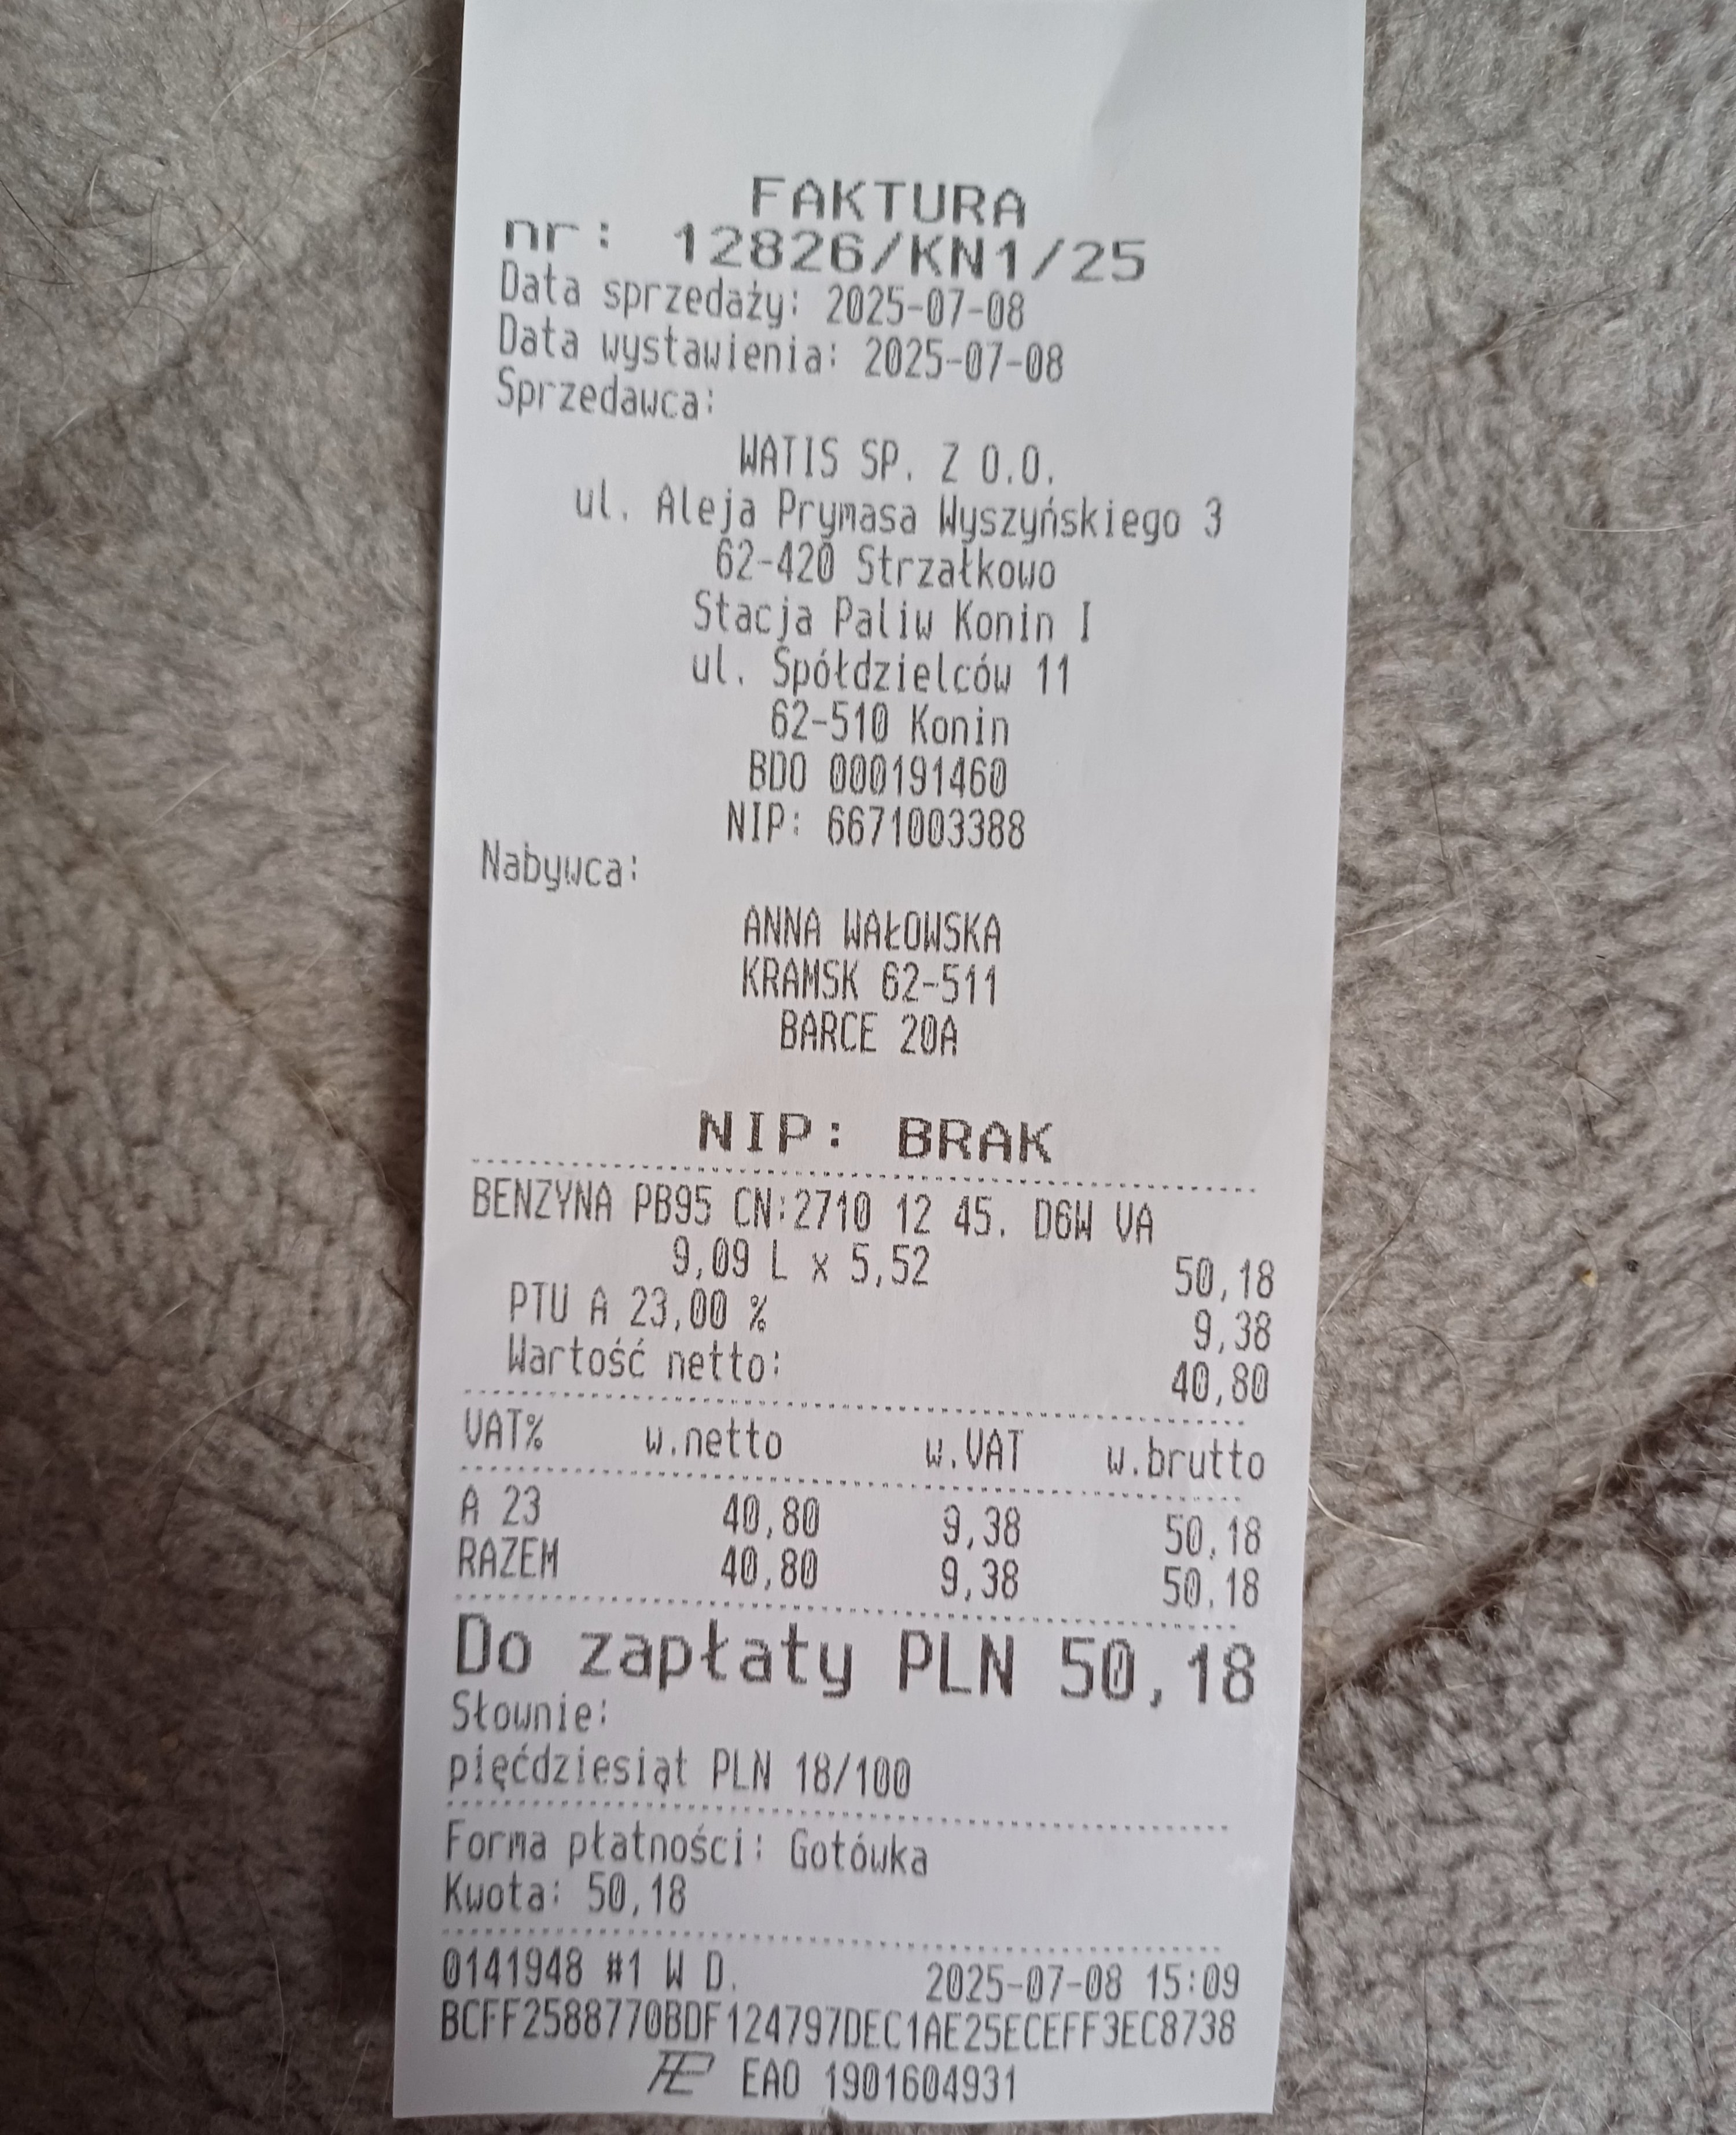 FAKTURA
nr: 12826/KN1/25
Data sprzedaży: 2025-07-08
Data wystawienia: 2025-07-08
Sprzedawca:
WATIS SP. Z O.O.
ul. Aleja Prymasa Wyszyńskiego 3
62-420 Strzałkowo
Stacja Paliw Konin I
ul. Spółdzielców 11
62-510 Konin
BDO 000191460
NIP: 6671003388
Nabywca:
ANNA WAŁOWSKA
KRAMSK 62-511
BARCE 20A
NIP: BRAK
BENZYNA PB95 CN:2710 12 45. D6W VA
9,09 L x 5,52 50,18
PTU A 23,00 % 9,38
Wartość netto: 40,80
VAT% w.netto w.VAT w.brutto
A 23 40,80 9,38 50,18
RAZEM 40,80 9,38 50,18
Do zapłaty PLN 50,18
Słownie:
pięćdziesiąt PLN 18/100
Forma płatności: Gotówka
Kwota: 50,18
0141948 #1 W D. 2025-07-08 15:09
BCFF2588770BDF124797DEC1AE25ECEFF3EC8738
EAO 1901604931